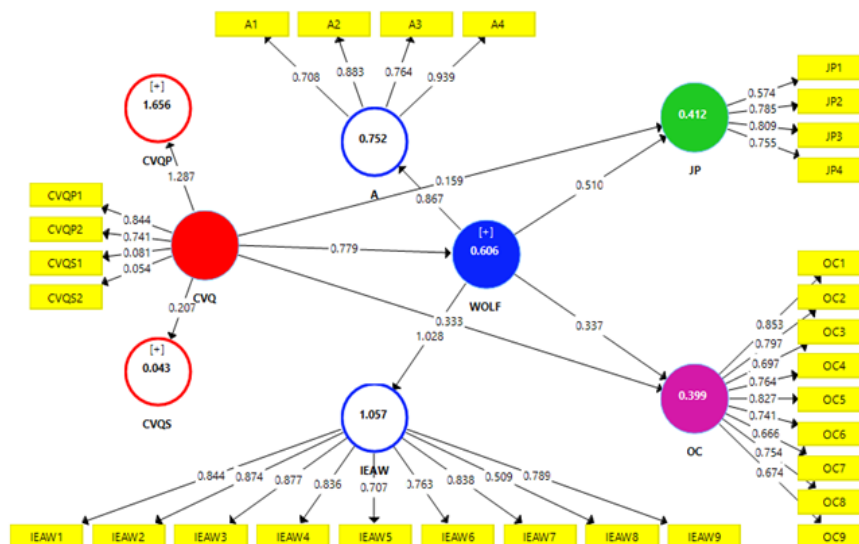 A1 A2 A3 A4
0.708 0.883 0.764 0.939
[+]
1.656
CVQP
1.287
0.752
A
0.867
0.412
JP
JP1
JP2
JP3
JP4
0.574
0.785
0.809
0.755
0.159
0.510
CVQP1
CVQP2
CVQS1
CVQS2
0.844
0.741
0.081
0.054
CVQ
0.779
[+]
0.606
WOLF
0.207
[+]
0.043
CVQS
0.333
1.028
0.337
0.399
OC
OC1
OC2
OC3
OC4
OC5
OC6
OC7
OC8
OC9
0.853
0.797
0.697
0.764
0.827
0.741
0.666
0.754
0.674
1.057
IEAW
0.844 0.874 0.877 0.836 0.707 0.763 0.838 0.509 0.789
IEAW1 IEAW2 IEAW3 IEAW4 IEAW5 IEAW6 IEAW7 IEAW8 IEAW9